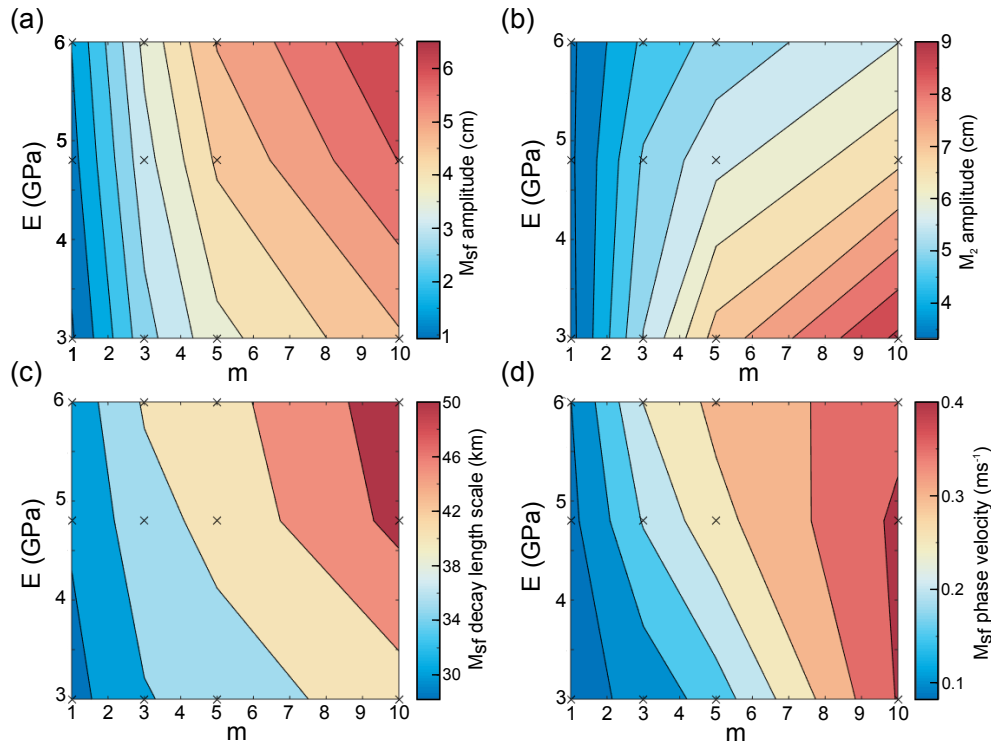 (a)
6
5
4
3
E (GPa)
1 2 3 4 5 6 7 8 9 10
m
6
5
4
3
2
1
Msf amplitude (cm)
(b)
6
5
4
3
E (GPa)
1 2 3 4 5 6 7 8 9 10
m
9
8
7
6
5
4
M₂ amplitude (cm)
(c)
6
5
4
3
E (GPa)
1 2 3 4 5 6 7 8 9 10
m
50
46
42
38
34
30
Msf decay length scale (km)
(d)
6
5
4
3
E (GPa)
1 2 3 4 5 6 7 8 9 10
m
0.4
0.3
0.2
0.1
Msf phase velocity (ms⁻¹)